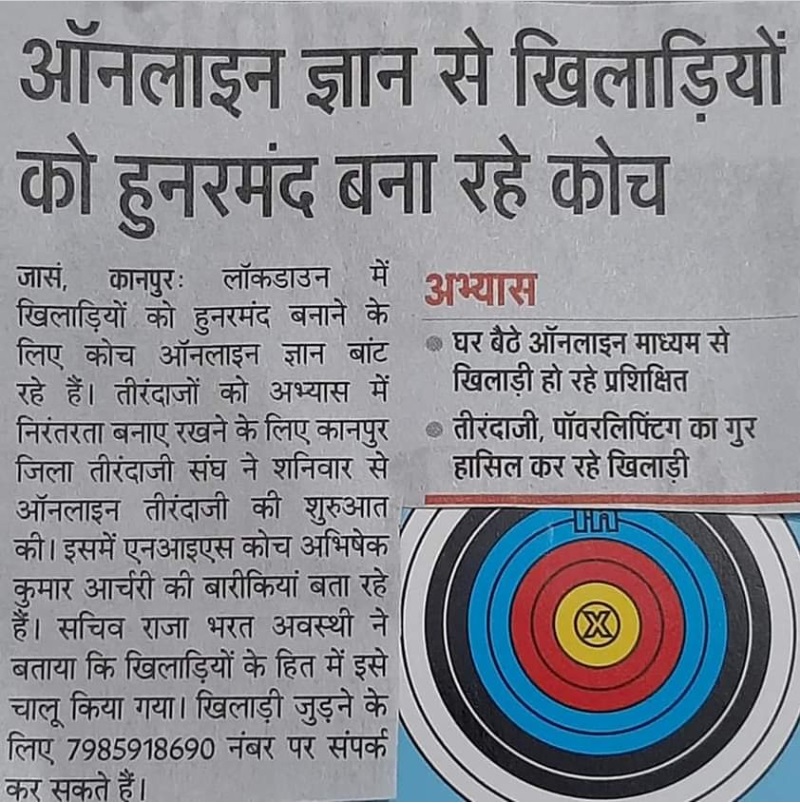 ऑनलाइन ज्ञान से खिलाड़ियों
को हुनरमंद बना रहे कोच
जासं, कानपुरः लॉकडाउन में
खिलाड़ियों को हुनरमंद बनाने के
लिए कोच ऑनलाइन ज्ञान बांट
रहे हैं। तीरंदाजों को अभ्यास में
निरंतरता बनाए रखने के लिए कानपुर
जिला तीरंदाजी संघ ने शनिवार से
ऑनलाइन तीरंदाजी की शुरुआत
की। इसमें एनआइएस कोच अभिषेक
कुमार आर्चरी की बारीकियां बता रहे
हैं। सचिव राजा भरत अवस्थी ने
बताया कि खिलाड़ियों के हित में इसे
चालू किया गया। खिलाड़ी जुड़ने के
लिए 7985918690 नंबर पर संपर्क
कर सकते हैं।
अभ्यास
घर बैठे ऑनलाइन माध्यम से
खिलाड़ी हो रहे प्रशिक्षित
तीरंदाजी, पॉवरलिफ्टिंग का गुर
हासिल कर रहे खिलाड़ी
X